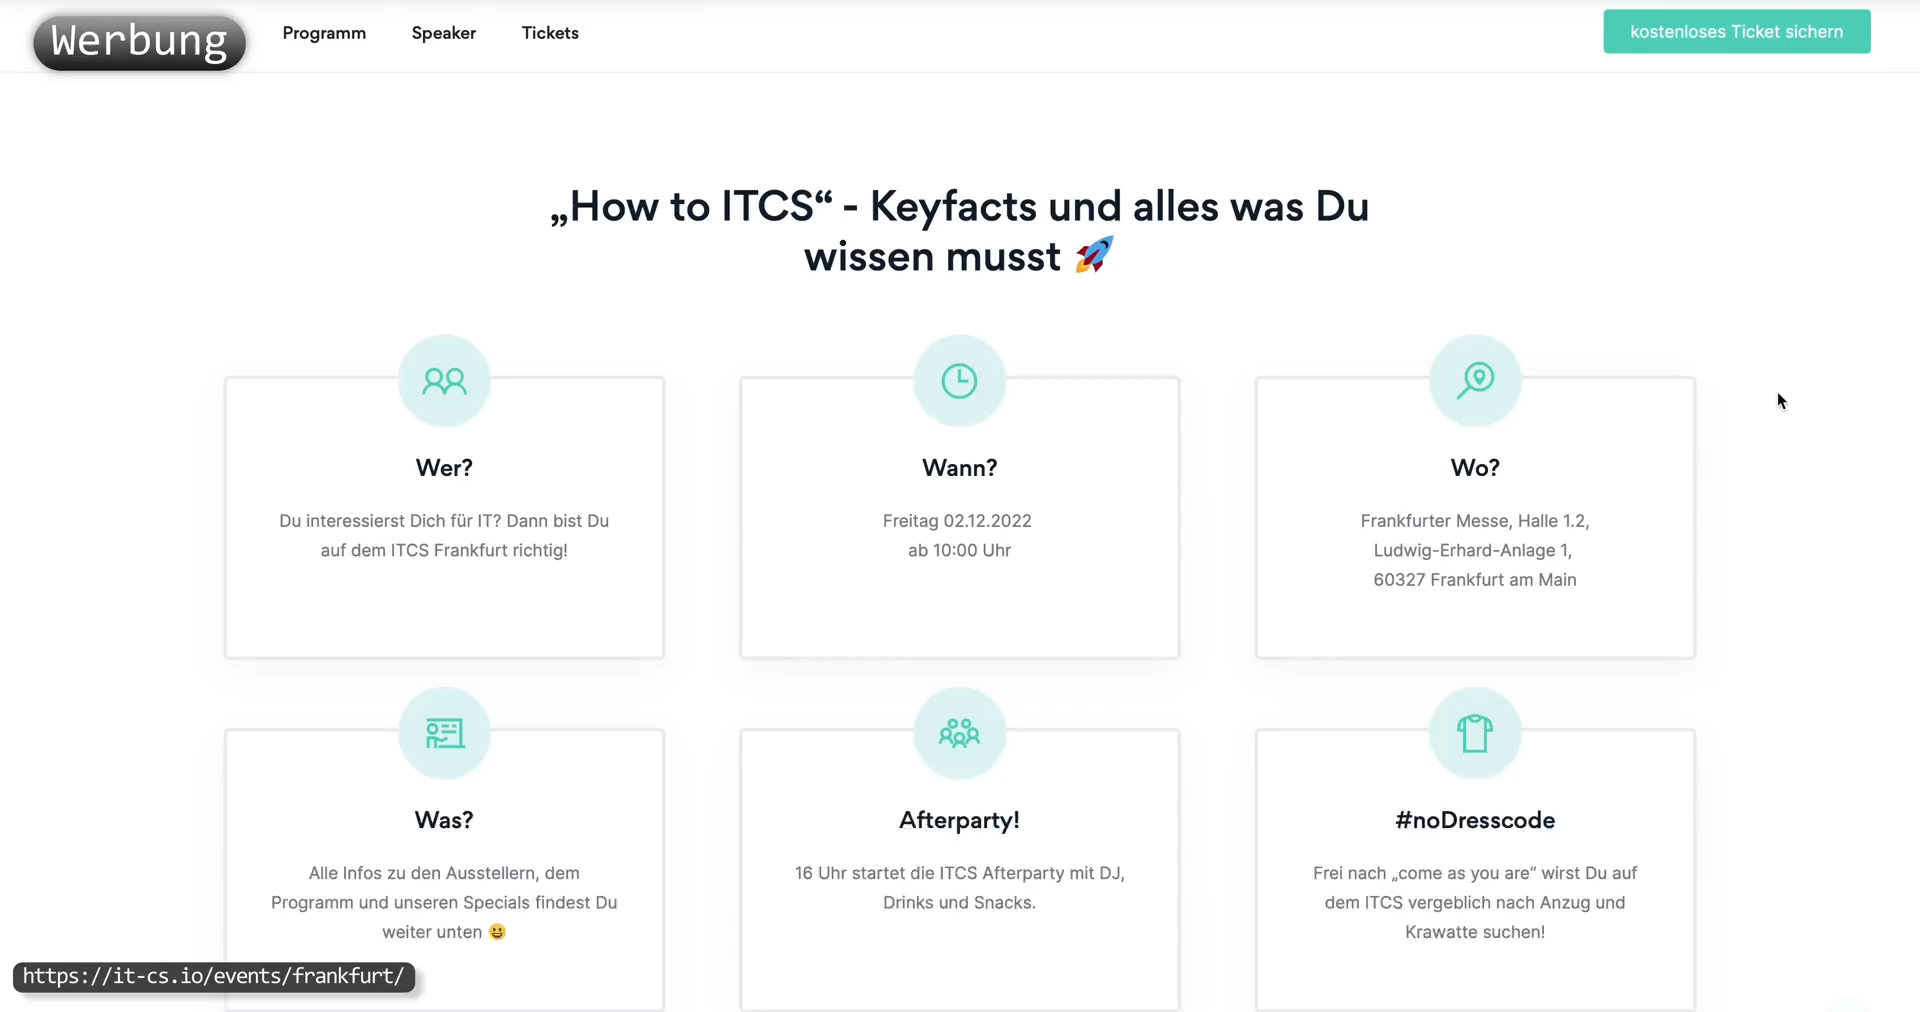 Werbung
Programm
Speaker
Tickets
kostenloses Ticket sichern
„How to ITCS“ - Keyfacts und alles was Du
wissen musst 🚀
Wer?
Du interessierst Dich für IT? Dann bist Du
auf dem ITCS Frankfurt richtig!
Wann?
Freitag 02.12.2022
ab 10:00 Uhr
Wo?
Frankfurter Messe, Halle 1.2,
Ludwig-Erhard-Anlage 1,
60327 Frankfurt am Main
Was?
Alle Infos zu den Ausstellern, dem
Programm und unseren Specials findest Du
weiter unten 😀
Afterparty!
16 Uhr startet die ITCS Afterparty mit DJ,
Drinks und Snacks.
#noDresscode
Frei nach „come as you are“ wirst Du auf
dem ITCS vergeblich nach Anzug und
Krawatte suchen!
https://it-cs.io/events/frankfurt/